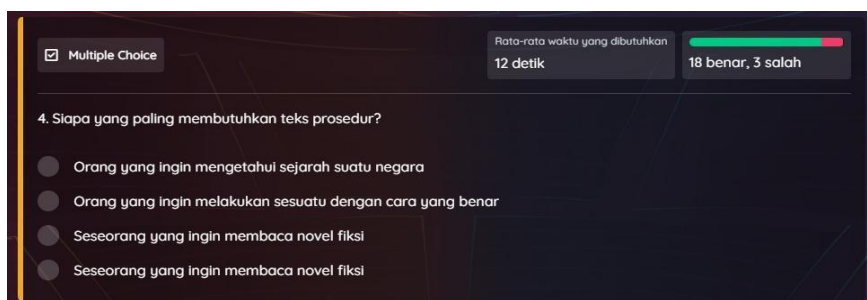 Multiple Choice
Rata-rata waktu yang dibutuhkan
12 detik
18 benar, 3 salah
4. Siapa yang paling membutuhkan teks prosedur?
Orang yang ingin mengetahui sejarah suatu negara
Orang yang ingin melakukan sesuatu dengan cara yang benar
Seseorang yang ingin membaca novel fiksi
Seseorang yang ingin membaca novel fiksi